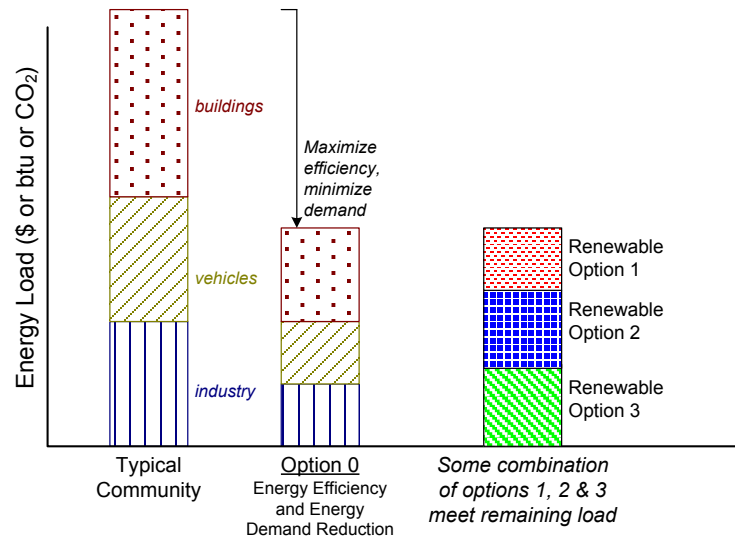 Energy Load ($ or btu or CO₂)
buildings
vehicles
industry
Maximize
efficiency,
minimize
demand
Renewable
Option 1
Renewable
Option 2
Renewable
Option 3
Typical
Community
Option 0
Energy Efficiency
and Energy
Demand Reduction
Some combination
of options 1, 2 & 3
meet remaining load